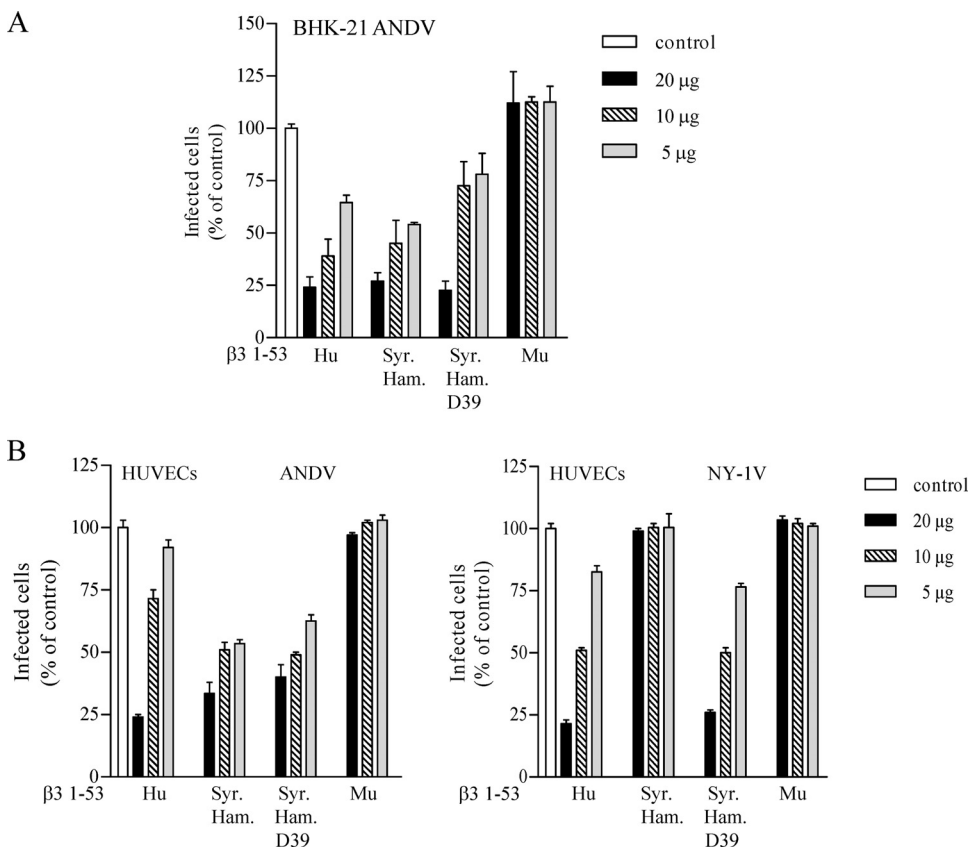 A
BHK-21 ANDV
Infected cells
(% of control)
150
125
100
75
50
25
0
β3 1-53
Hu
Syr.
Ham.
Syr.
Ham.
D39
Mu
control
20 μg
10 μg
5 μg
B
HUVECs
ANDV
Infected cells
(% of control)
125
100
75
50
25
0
β3 1-53
Hu
Syr.
Ham.
Syr.
Ham.
D39
Mu
HUVECs
NY-1V
Infected cells
(% of control)
125
100
75
50
25
0
β3 1-53
Hu
Syr.
Ham.
Syr.
Ham.
D39
Mu
control
20 μg
10 μg
5 μg